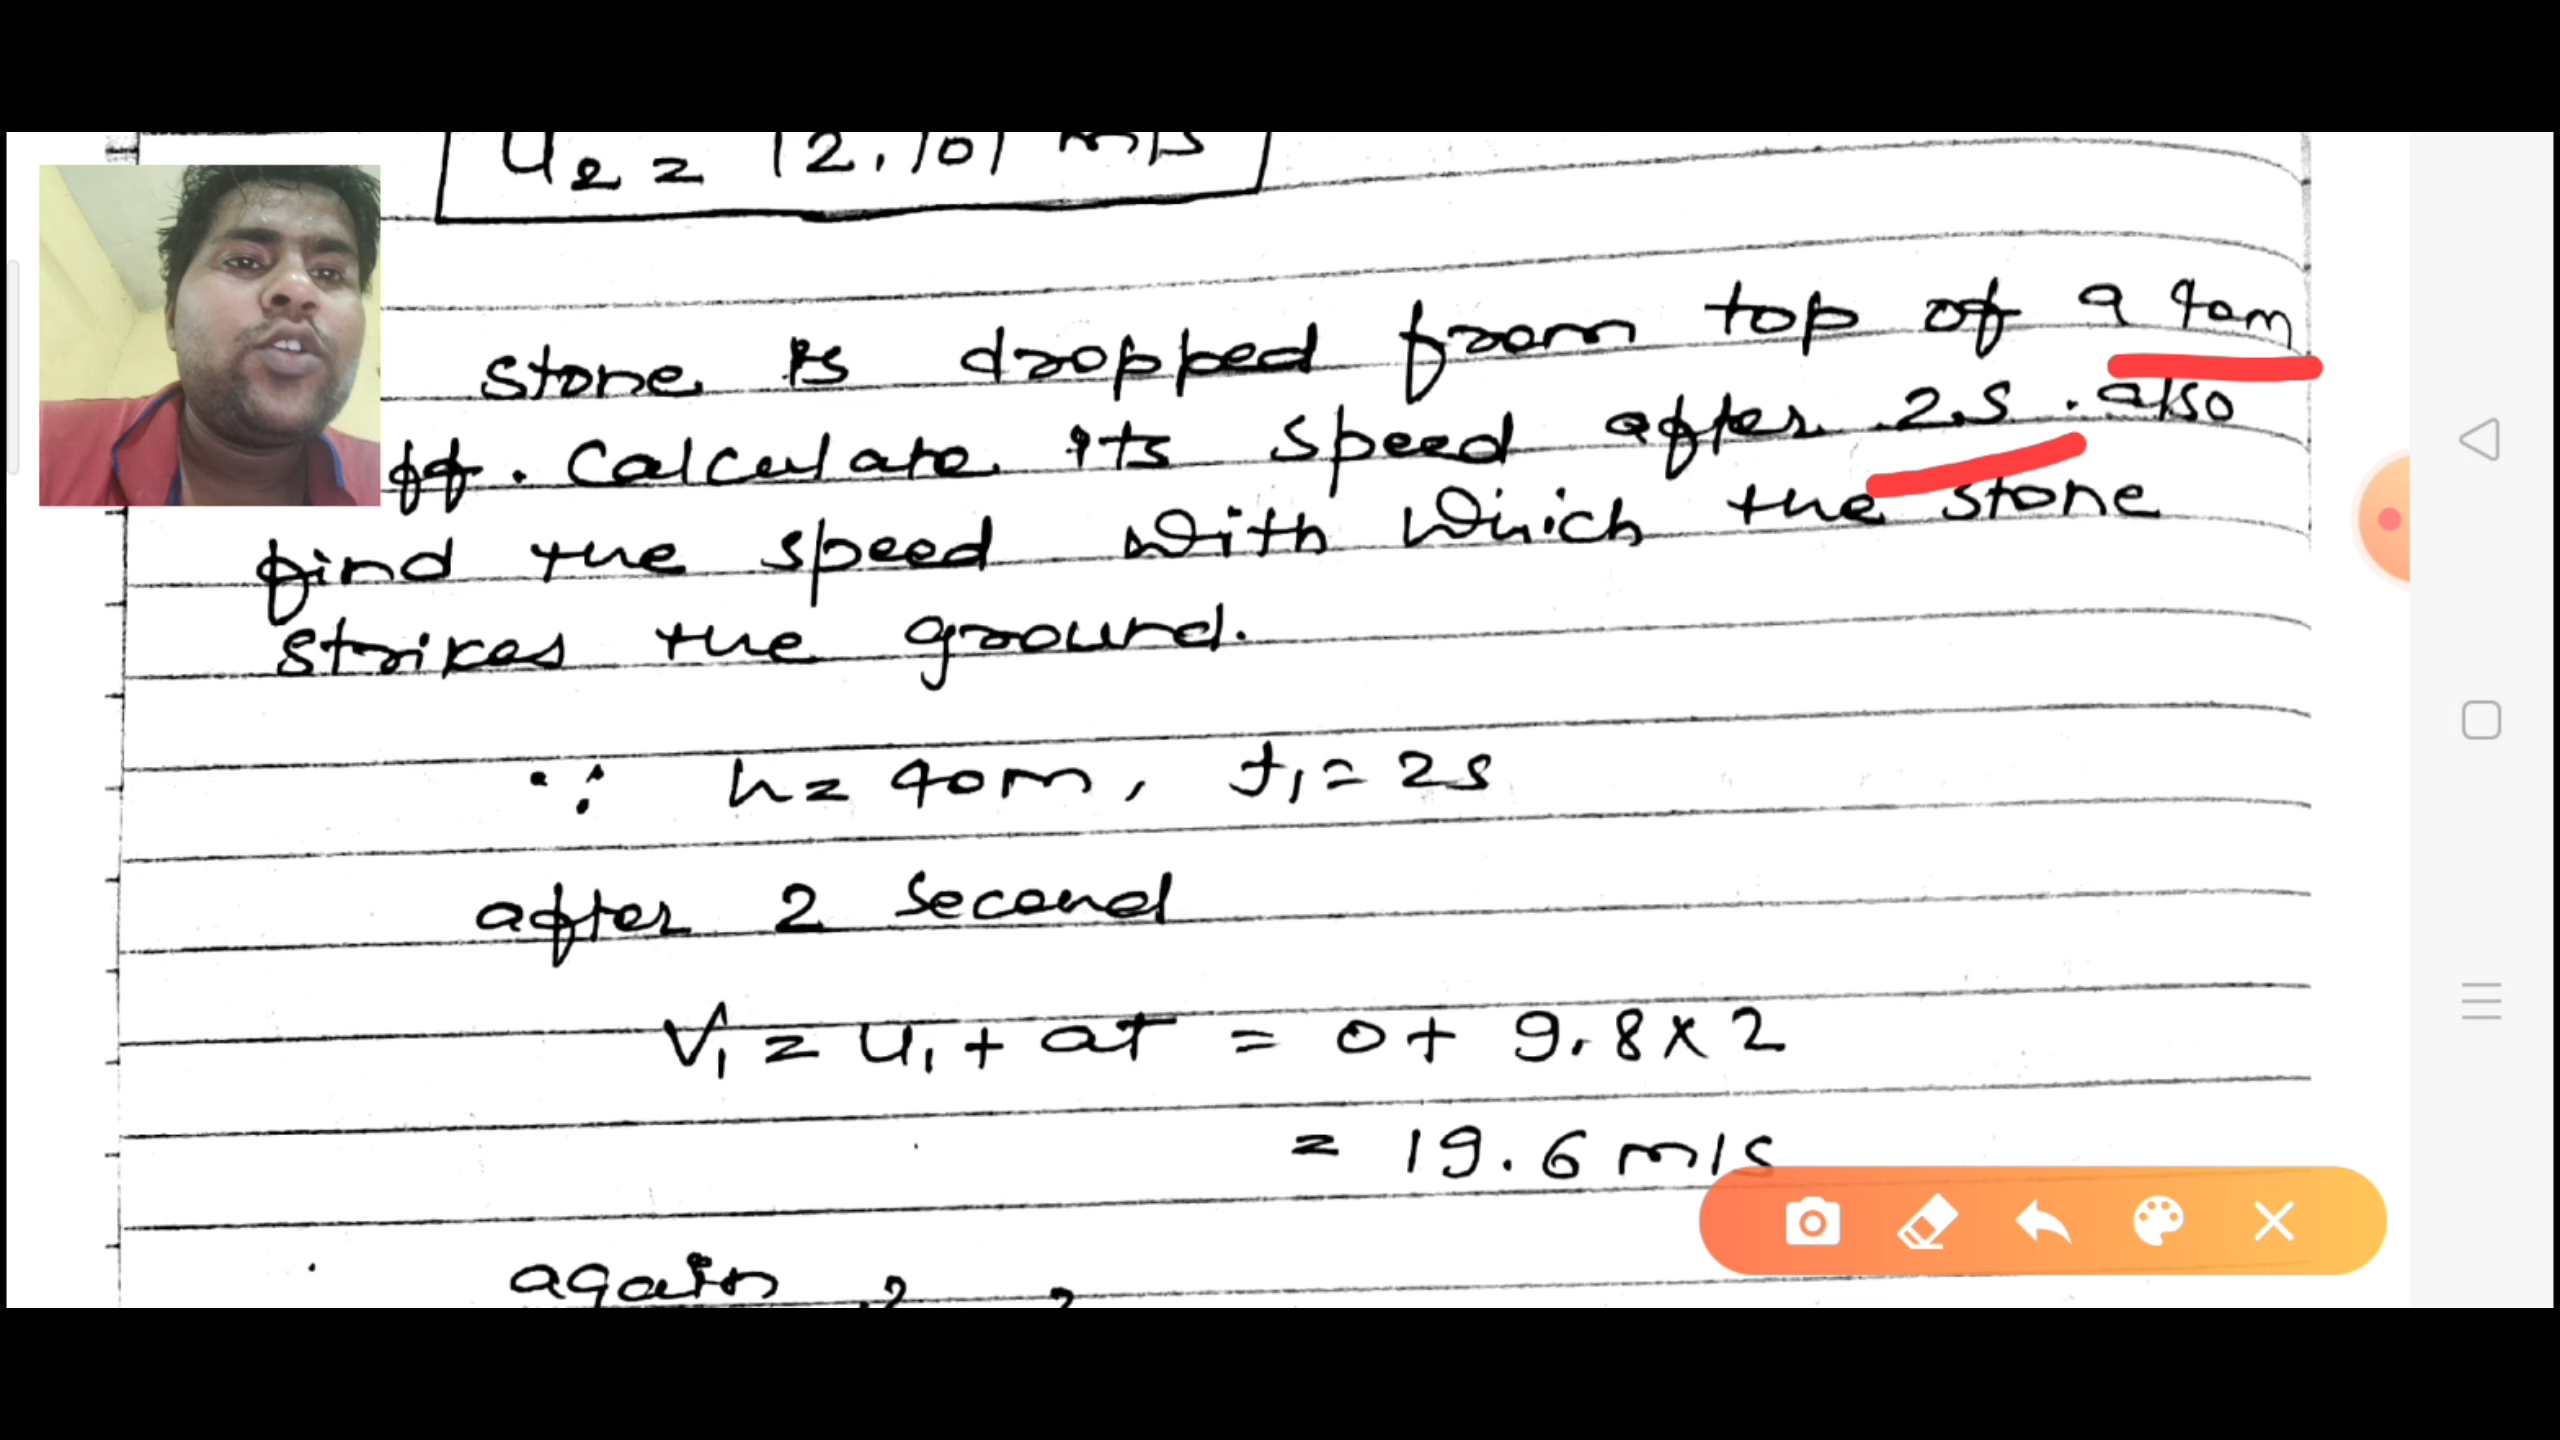 u2 = 12.101 m/s
stone is dropped from top of a 40m
ff. Calculate its speed after 2s. also
find the speed with which the stone
strikes the ground.
∵ h = 40m, t1 = 2s
after 2 second
V1 = u1 + at = 0 + 9.8 x 2
= 19.6 m/s
again